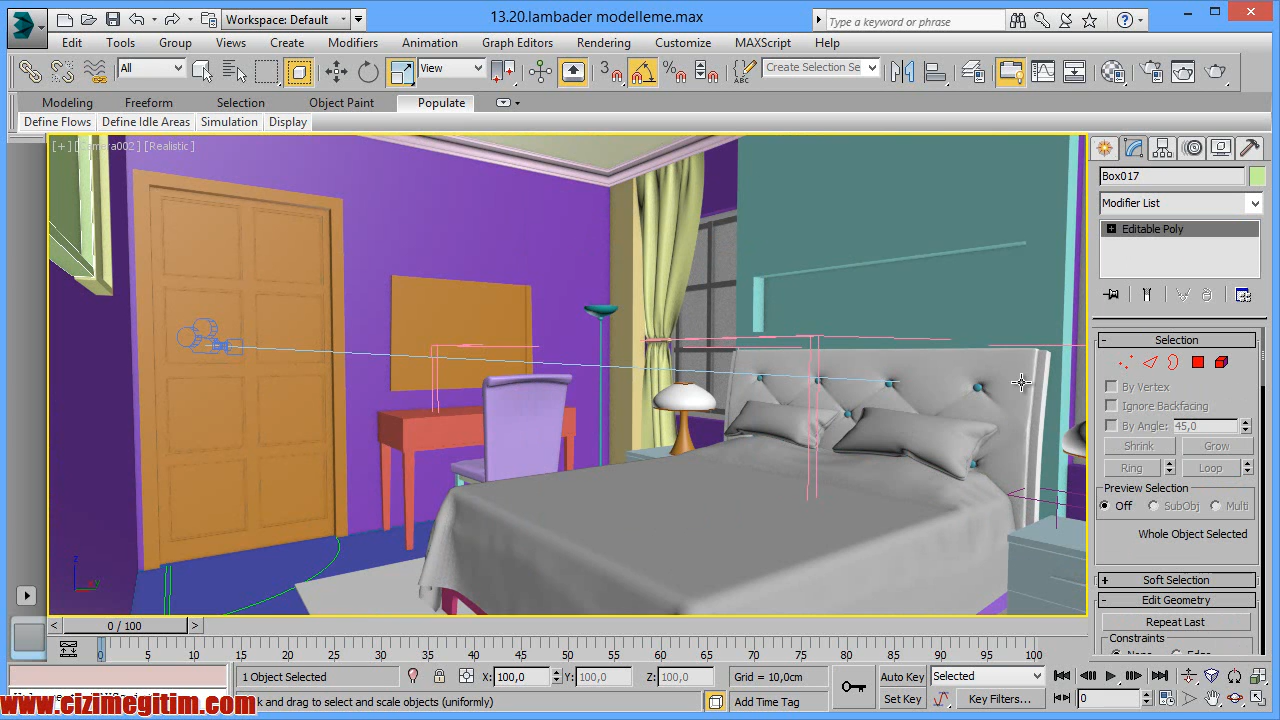 Workspace: Default
13.20.lambader modelleme.max
Type a keyword or phrase
Edit Tools Group Views Create Modifiers Animation Graph Editors Rendering Customize MAXScript Help
All
View
3
ABC
Create Selection Se
Modeling Freeform Selection Object Paint Populate
Define Flows Define Idle Areas Simulation Display
[+] [Camera002] [Realistic]
Box017
Modifier List
Editable Poly
Selection
By Vertex
Ignore Backfacing
By Angle: 45,0
Shrink Grow
Ring Loop
Preview Selection
Off SubObj Multi
Whole Object Selected
Soft Selection
Edit Geometry
Repeat Last
Constraints
None Edge
0 / 100
0 5 10 15 20 25 30 35 40 45 50 55 60 65 70 75 80 85 90 95 100
1 Object Selected
X: 100,0 Y: 100,0 Z: 100,0
Grid = 10,0cm
Auto Key Selected
k and drag to select and scale objects (uniformly)
Add Time Tag
Set Key Key Filters...
0
www.cizimegitim.com